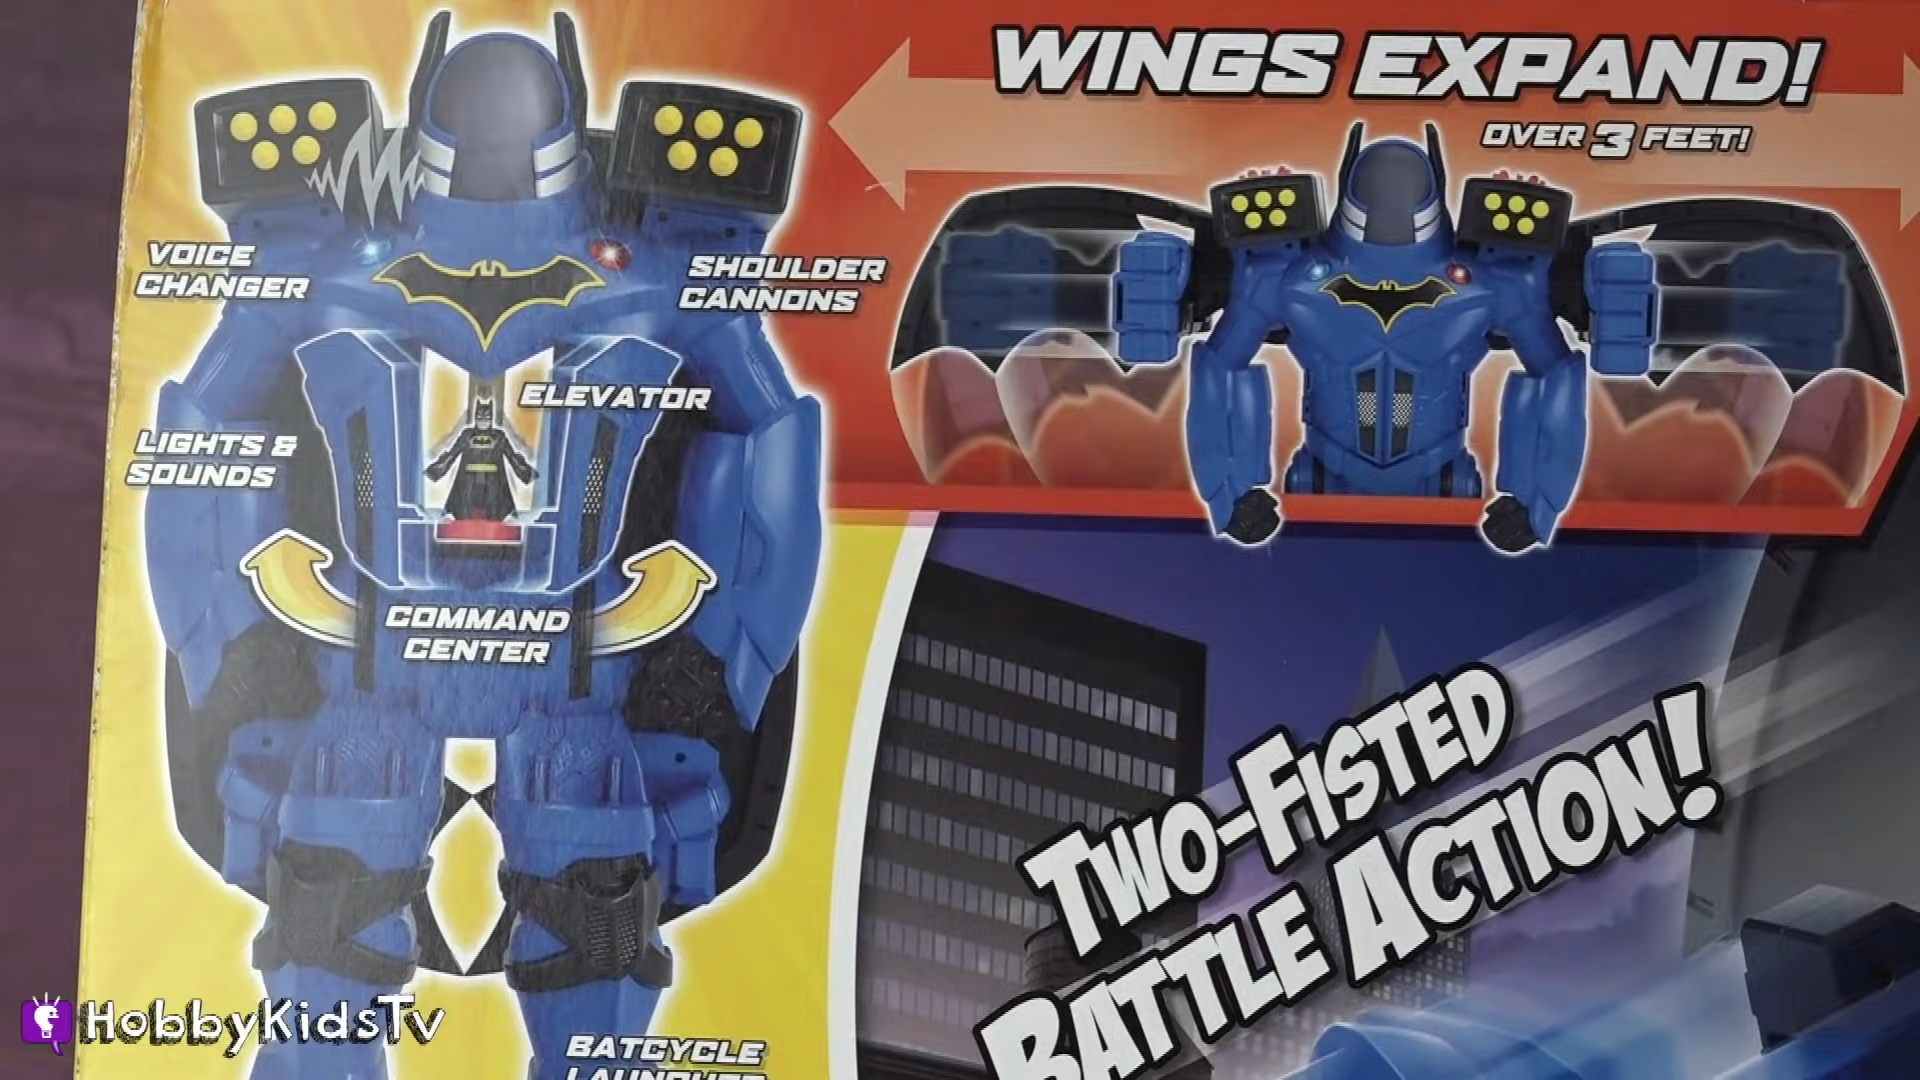 WINGS EXPAND!
OVER 3 FEET!
VOICE
CHANGER
SHOULDER
CANNONS
ELEVATOR
LIGHTS &
SOUNDS
COMMAND
CENTER
TWO-FISTED
BATTLE ACTION!
BATCYCLE
LAUNCHER
HobbyKidsTv